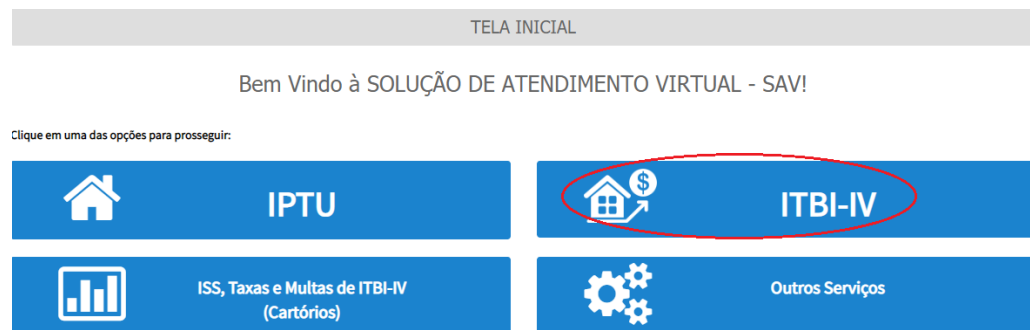 TELA INICIAL
Bem Vindo à SOLUÇÃO DE ATENDIMENTO VIRTUAL - SAV!
Clique em uma das opções para prosseguir:
IPTU
$
ITBI-IV
ISS, Taxas e Multas de ITBI-IV
(Cartórios)
Outros Serviços